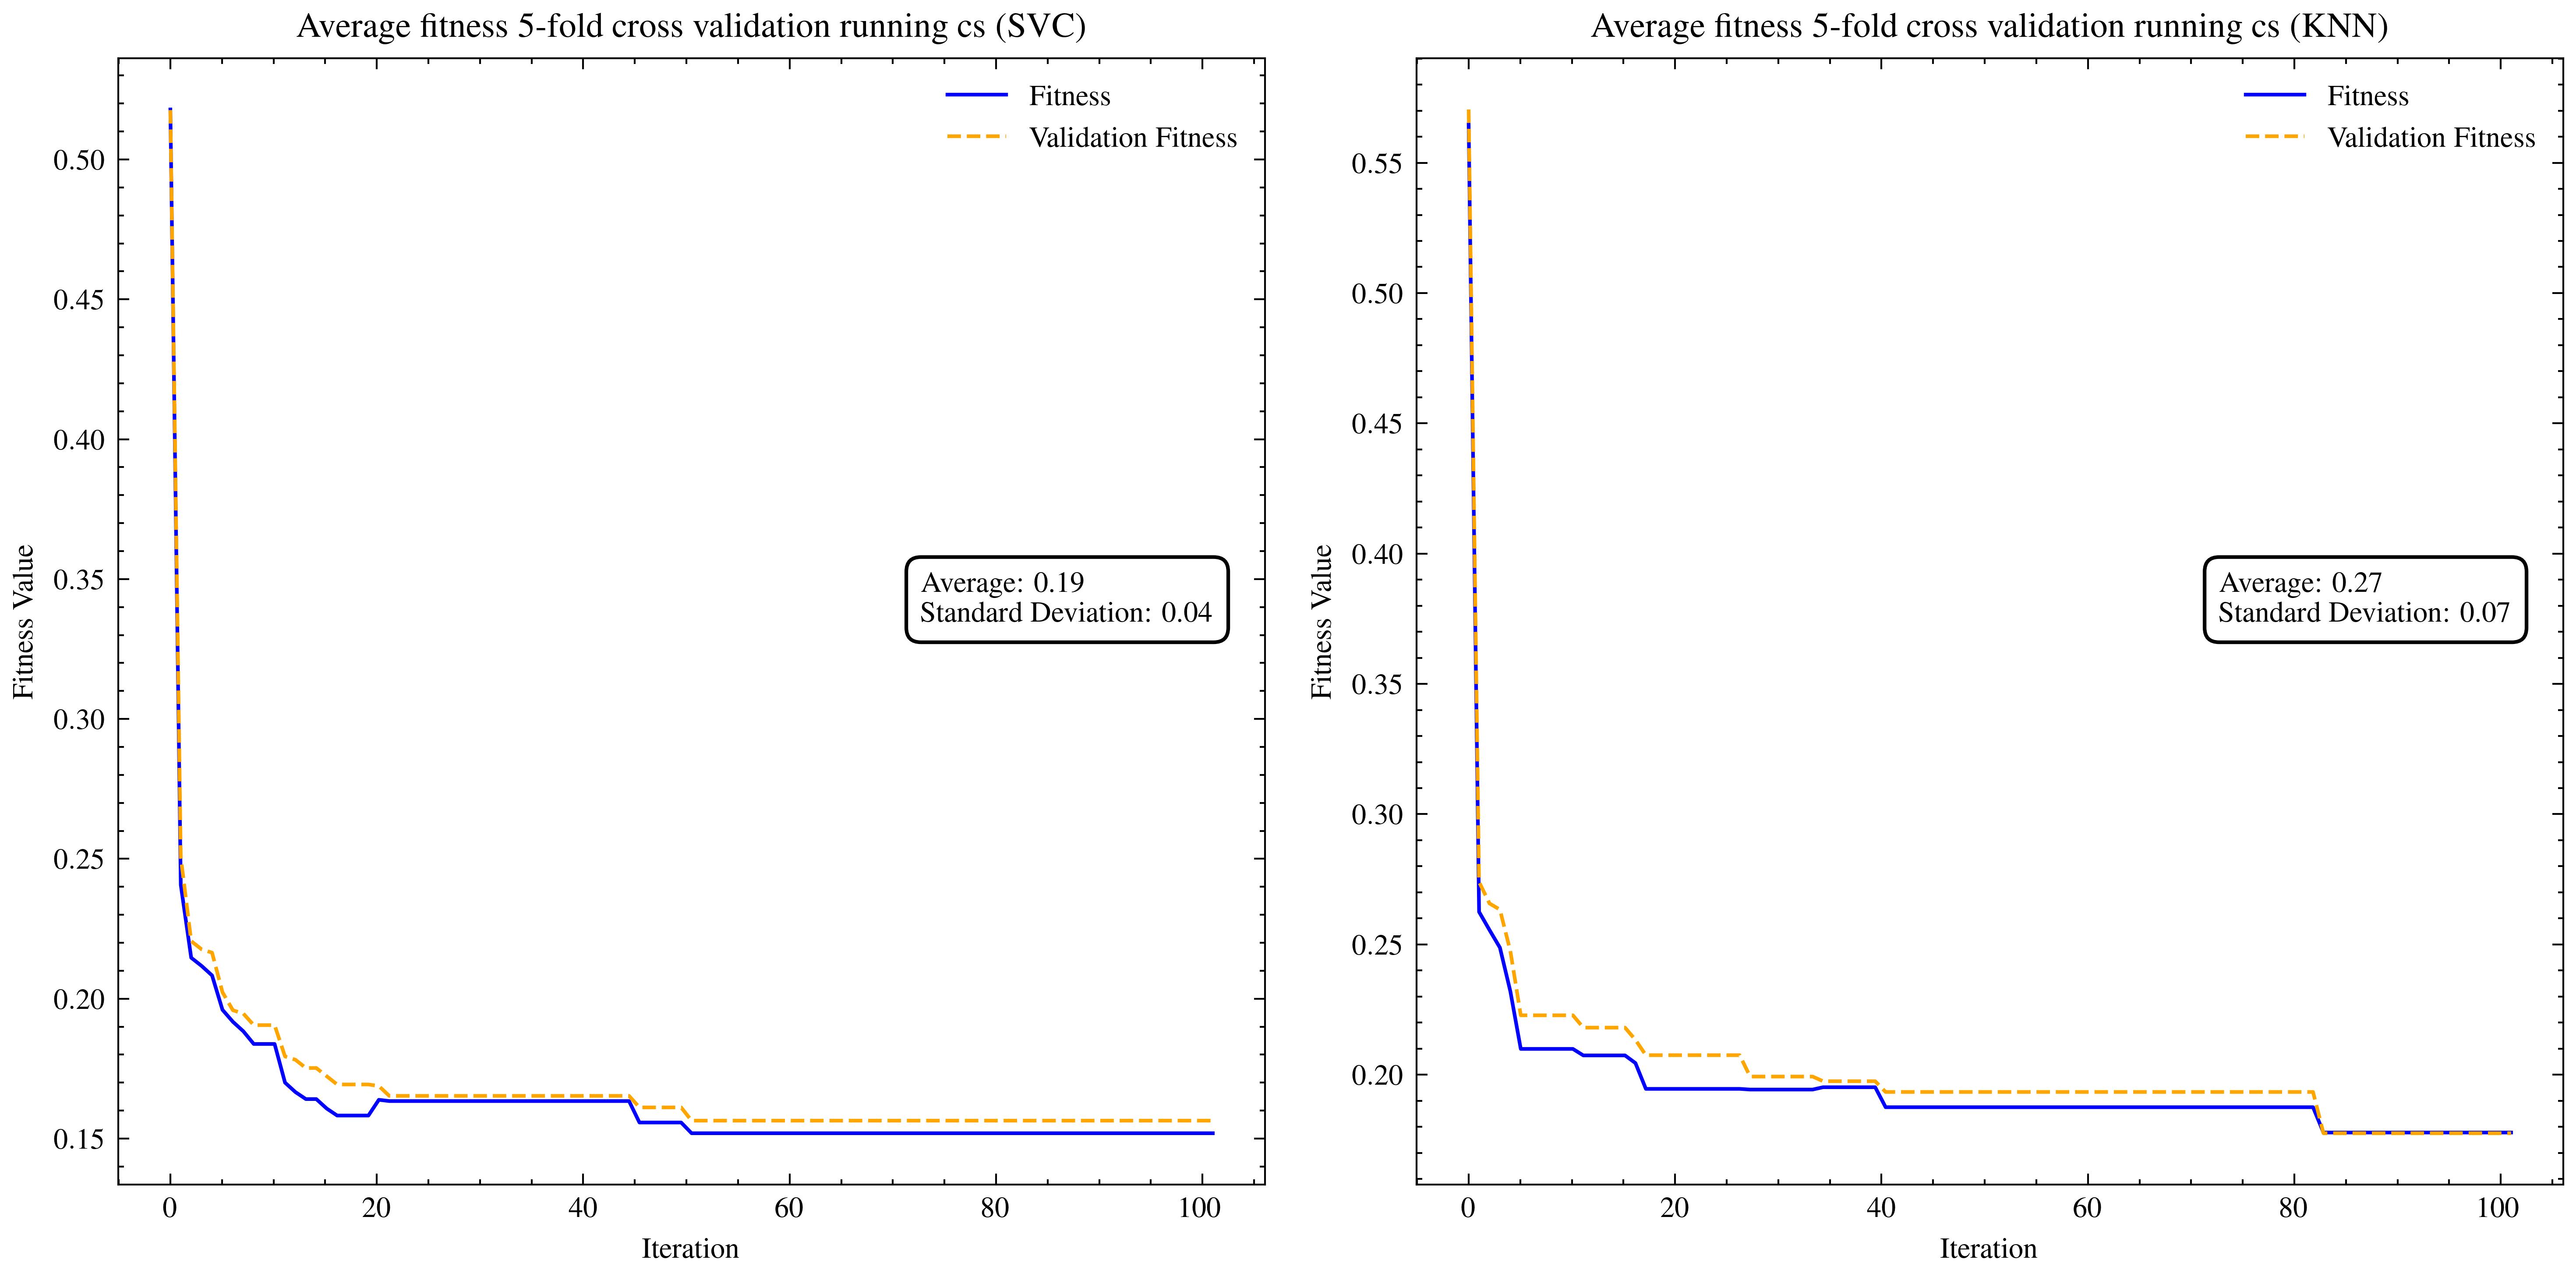 Average fitness 5-fold cross validation running cs (SVC)
Fitness
Validation Fitness
0.50
0.45
0.40
0.35
0.30
0.25
0.20
0.15
Fitness Value
Average: 0.19
Standard Deviation: 0.04
0
20
40
60
80
100
Iteration
Average fitness 5-fold cross validation running cs (KNN)
Fitness
Validation Fitness
0.55
0.50
0.45
0.40
0.35
0.30
0.25
0.20
Fitness Value
Average: 0.27
Standard Deviation: 0.07
0
20
40
60
80
100
Iteration